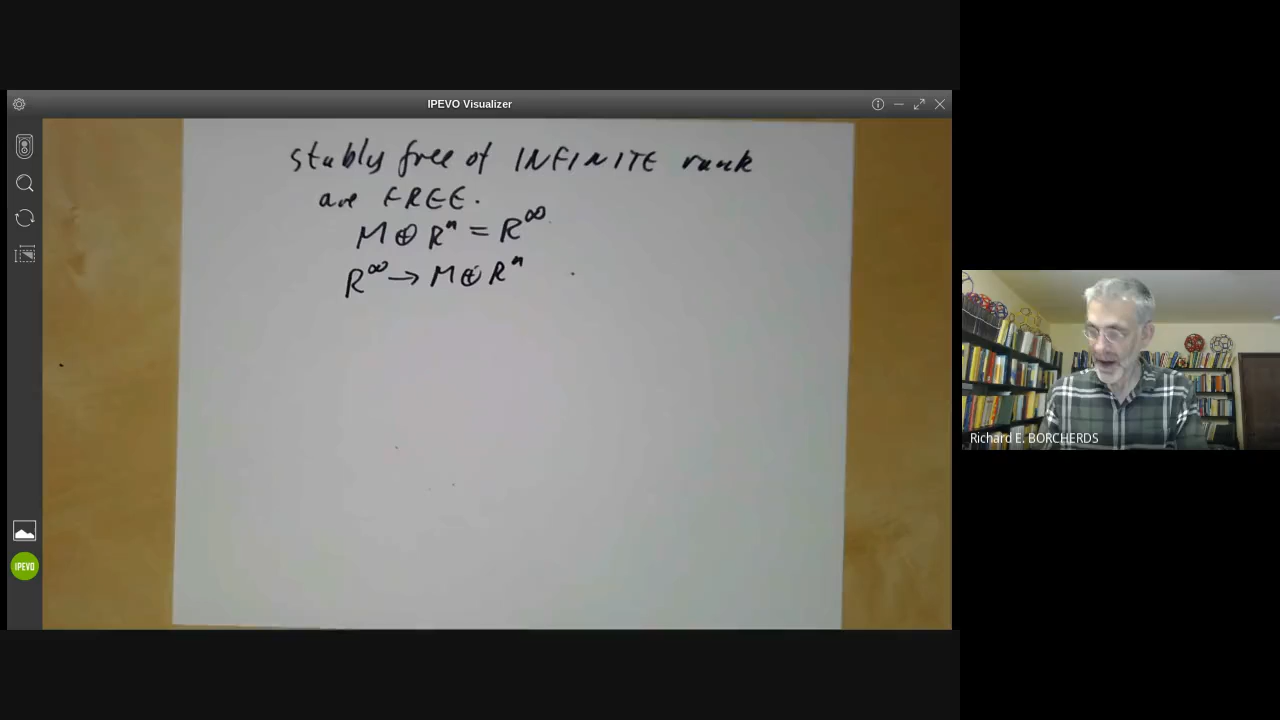 IPEVO Visualizer
stably free of INFINITE rank
are FREE.
M ⊕ Rⁿ = R^∞
R^∞ → M ⊕ Rⁿ
Richard E. BORCHERDS
IPEVO